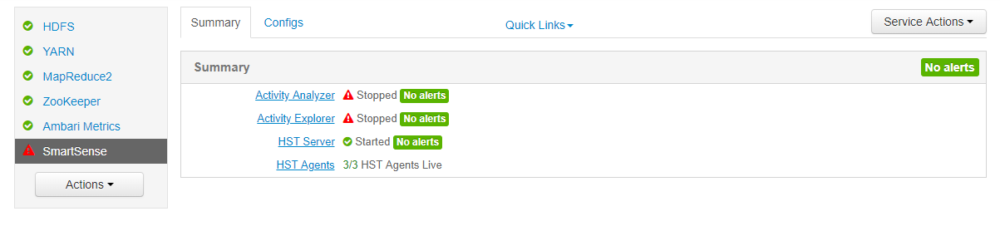 HDFS
YARN
MapReduce2
ZooKeeper
Ambari Metrics
SmartSense
Actions
Summary Configs Quick Links Service Actions
Summary No alerts
Activity Analyzer Stopped No alerts
Activity Explorer Stopped No alerts
HST Server Started No alerts
HST Agents 3/3 HST Agents Live